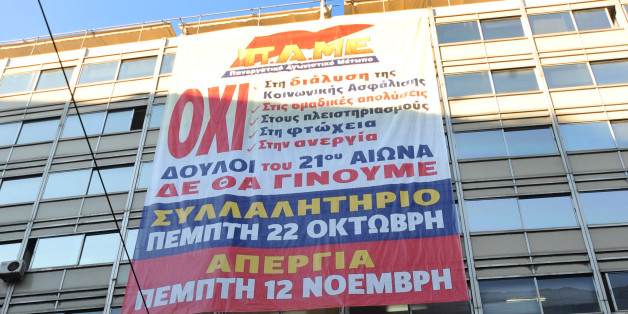 Π.Α.ΜΕ
Πανεργατικό Αγωνιστικό Μέτωπο
ΟΧΙ
Στη διάλυση της
Κοινωνικής Ασφάλισης
Στις ομαδικές απολύσεις
Στους πλειστηριασμούς
Στη φτώχεια
Στην ανεργία
ΔΟΥΛΟΙ του 21ου ΑΙΩΝΑ
ΔΕ ΘΑ ΓΙΝΟΥΜΕ
ΣΥΛΛΑΛΗΤΗΡΙΟ
ΠΕΜΠΤΗ 22 ΟΚΤΩΒΡΗ
ΑΠΕΡΓΙΑ
ΠΕΜΠΤΗ 12 ΝΟΕΜΒΡΗ